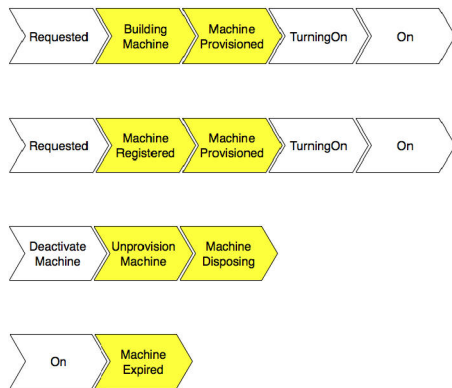 Requested
Building
Machine
Machine
Provisioned
TurningOn
On
Requested
Machine
Registered
Machine
Provisioned
TurningOn
On
Deactivate
Machine
Unprovision
Machine
Machine
Disposing
On
Machine
Expired